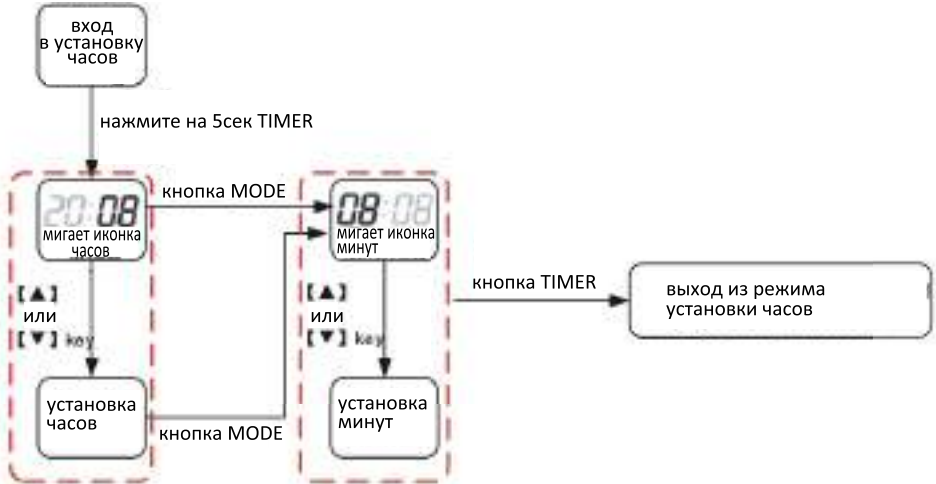 вход
в установку
часов
нажмите на 5сек TIMER
20:08
мигает иконка
часов
кнопка MODE
08:08
мигает иконка
минут
[▲]
или
[▼] key
[▲]
или
[▼] key
кнопка TIMER
выход из режима
установки часов
установка
часов
кнопка MODE
установка
минут